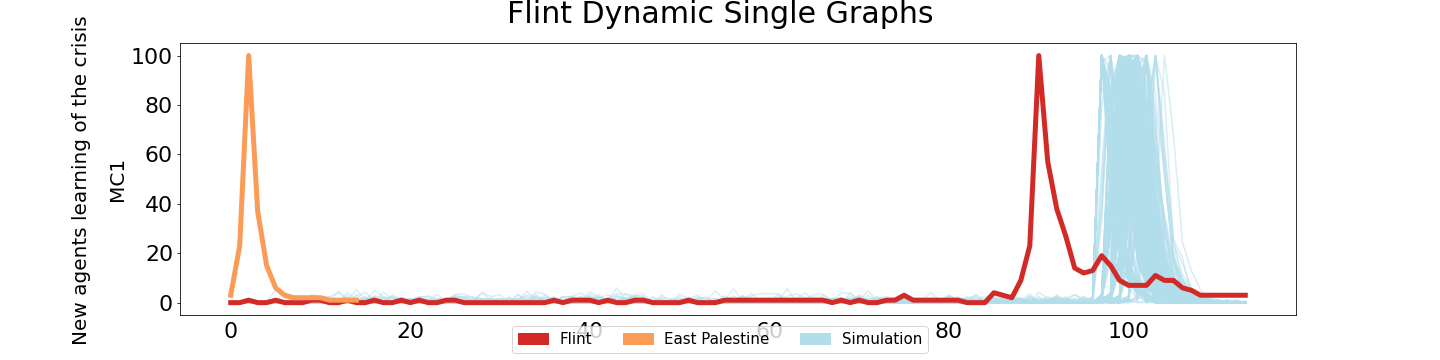 Flint Dynamic Single Graphs
New agents learning of the crisis
MC1
100
80
60
40
20
0
0 20 40 60 80 100
Flint East Palestine Simulation